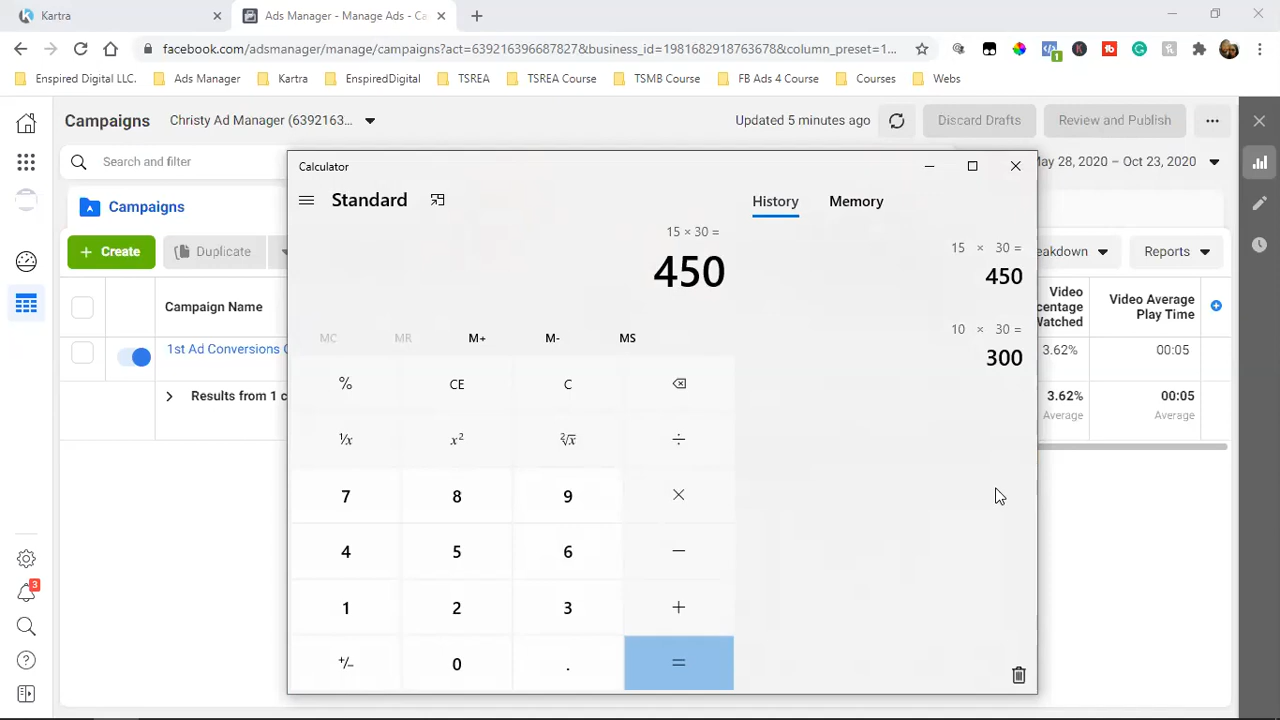 Kartra
Ads Manager - Manage Ads - Ca
facebook.com/adsmanager/manage/campaigns?act=639216396687827&business_id=1981682918763678&column_preset=1...
1
Enspired Digital LLC.
Ads Manager
Kartra
EnspiredDigital
TSREA
TSREA Course
TSMB Course
FB Ads 4 Course
Courses
Webs
Campaigns
Christy Ad Manager (6392163...
Updated 5 minutes ago
Discard Drafts
Review and Publish
Search and filter
May 28, 2020 – Oct 23, 2020
Campaigns
Create
Duplicate
eakdown
Reports
Campaign Name
Video
centage
Watched
Video Average
Play Time
1st Ad Conversions C
3.62%
00:05
Results from 1 c
3.62%
Average
00:05
Average
3
Calculator
Standard
History
Memory
15 × 30 =
450
15 × 30 =
450
10 × 30 =
300
MC
MR
M+
M-
MS
%
CE
C
¹/x
x²
²√x
÷
7
8
9
×
4
5
6
−
1
2
3
+
+/−
0
.
=